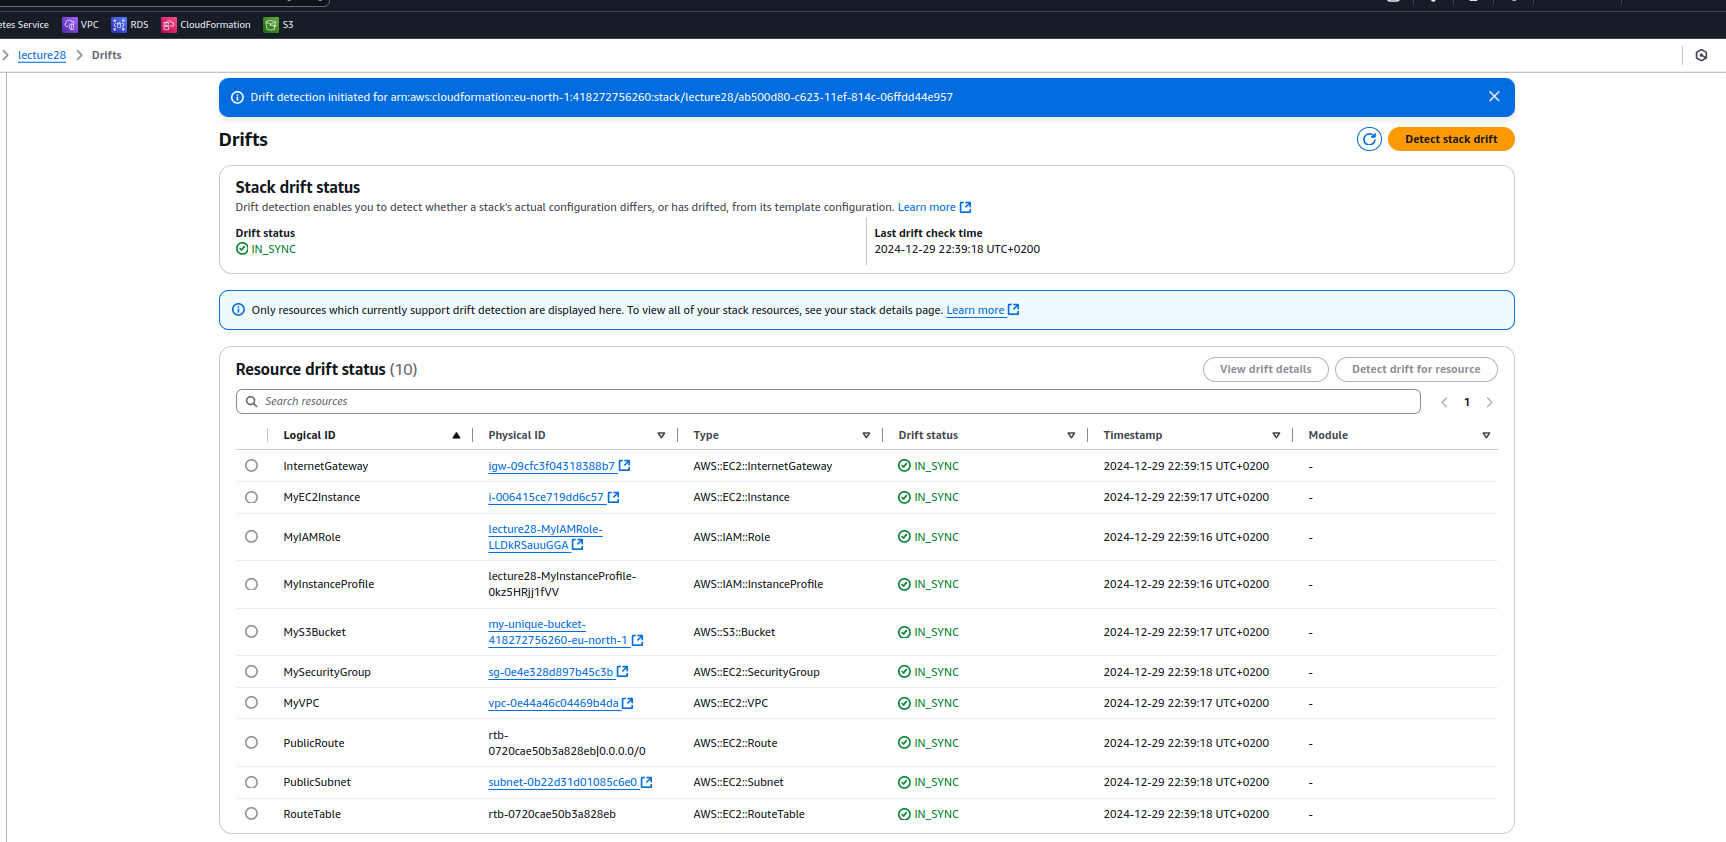 etes Service VPC RDS CloudFormation S3
lecture28 Drifts
Drift detection initiated for arn:aws:cloudformation:eu-north-1:418272756260:stack/lecture28/ab500d80-c623-11ef-814c-06ffdd44e957
Drifts
Detect stack drift
Stack drift status
Drift detection enables you to detect whether a stack's actual configuration differs, or has drifted, from its template configuration. Learn more
Drift status
IN_SYNC
Last drift check time
2024-12-29 22:39:18 UTC+0200
Only resources which currently support drift detection are displayed here. To view all of your stack resources, see your stack details page. Learn more
Resource drift status (10)
View drift details
Detect drift for resource
Search resources
1
Logical ID Physical ID Type Drift status Timestamp Module
InternetGateway igw-09cfc3f04318388b7 AWS::EC2::InternetGateway IN_SYNC 2024-12-29 22:39:15 UTC+0200 -
MyEC2Instance i-006415ce719dd6c57 AWS::EC2::Instance IN_SYNC 2024-12-29 22:39:17 UTC+0200 -
lecture28-MyIAMRole-
MyIAMRole AWS::IAM::Role IN_SYNC 2024-12-29 22:39:16 UTC+0200 -
LLDkRSauuGGA
lecture28-MyInstanceProfile-
MyInstanceProfile AWS::IAM::InstanceProfile IN_SYNC 2024-12-29 22:39:16 UTC+0200 -
0kz5HRjj1fVV
my-unique-bucket-
MyS3Bucket AWS::S3::Bucket IN_SYNC 2024-12-29 22:39:17 UTC+0200 -
418272756260-eu-north-1
MySecurityGroup sg-0e4e328d897b45c3b AWS::EC2::SecurityGroup IN_SYNC 2024-12-29 22:39:18 UTC+0200 -
MyVPC vpc-0e44a46c04469b4da AWS::EC2::VPC IN_SYNC 2024-12-29 22:39:17 UTC+0200 -
rtb-
PublicRoute AWS::EC2::Route IN_SYNC 2024-12-29 22:39:18 UTC+0200 -
0720cae50b3a828eb|0.0.0.0/0
PublicSubnet subnet-0b22d31d01085c6e0 AWS::EC2::Subnet IN_SYNC 2024-12-29 22:39:18 UTC+0200 -
RouteTable rtb-0720cae50b3a828eb AWS::EC2::RouteTable IN_SYNC 2024-12-29 22:39:18 UTC+0200 -